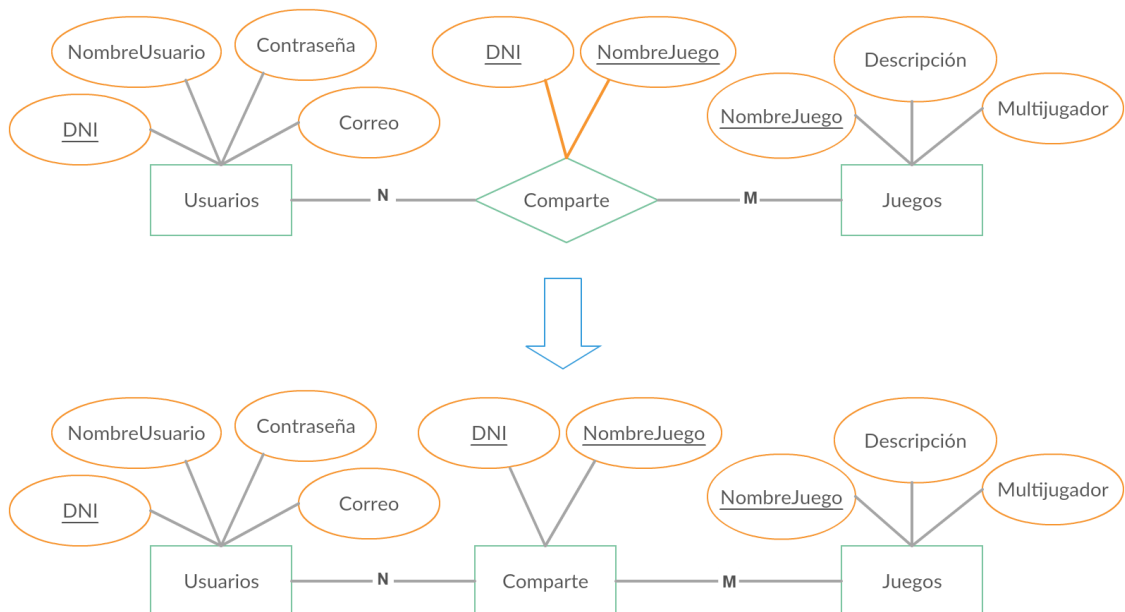 NombreUsuario
Contraseña
DNI
Correo
Usuarios
N
DNI
NombreJuego
Comparte
M
NombreJuego
Descripción
Multijugador
Juegos
NombreUsuario
Contraseña
DNI
Correo
Usuarios
N
DNI
NombreJuego
Comparte
M
NombreJuego
Descripción
Multijugador
Juegos